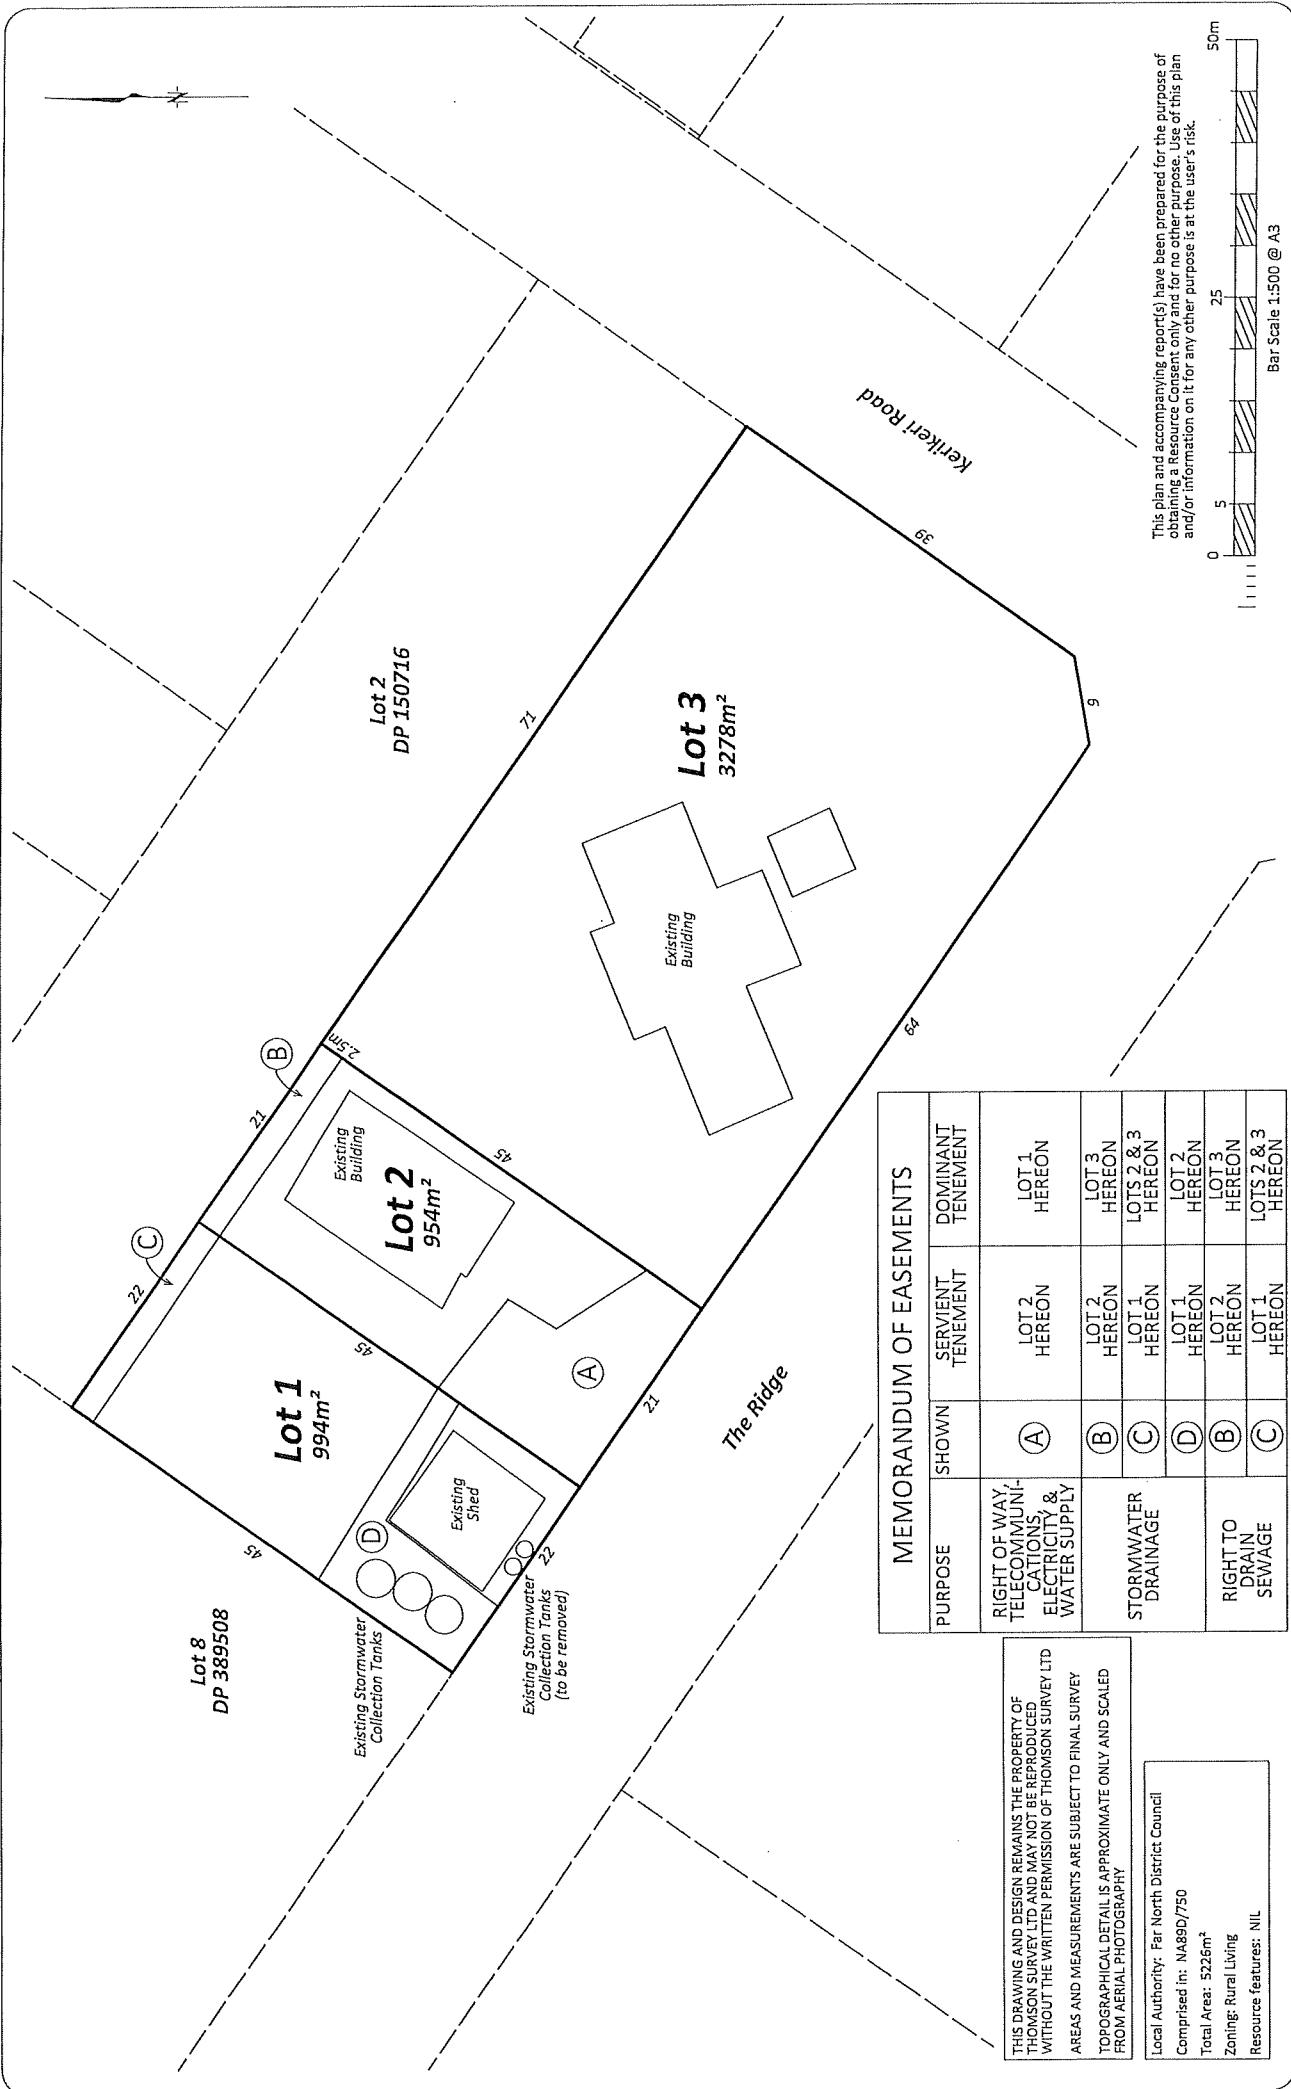 N
Lot 8
DP 389508
Lot 2
DP 150716
Kerikeri Road
The Ridge
Lot 1
994m²
Lot 2
954m²
Lot 3
3278m²
22
21
71
39
9
64
21
22
45
45
45
2.5m
A
B
C
D
Existing
Shed
Existing
Building
Existing
Building
Existing Stormwater
Collection Tanks
Existing Stormwater
Collection Tanks
(to be removed)
This plan and accompanying report(s) have been prepared for the purpose of
obtaining a Resource Consent only and for no other purpose. Use of this plan
and/or information on it for any other purpose is at the user's risk.
0 5 25 50m
Bar Scale 1:500 @ A3
MEMORANDUM OF EASEMENTS
PURPOSE SHOWN SERVIENT TENEMENT DOMINANT TENEMENT
RIGHT OF WAY,
TELECOMMUNI-
CATIONS,
ELECTRICITY &
WATER SUPPLY
A LOT 2 HEREON LOT 1 HEREON
STORMWATER
DRAINAGE
B LOT 2 HEREON LOT 3 HEREON
C LOT 1 HEREON LOTS 2 & 3 HEREON
D LOT 1 HEREON LOT 2 HEREON
RIGHT TO
DRAIN
SEWAGE
B LOT 2 HEREON LOT 3 HEREON
C LOT 1 HEREON LOTS 2 & 3 HEREON
THIS DRAWING AND DESIGN REMAINS THE PROPERTY OF
THOMSON SURVEY LTD AND MAY NOT BE REPRODUCED
WITHOUT THE WRITTEN PERMISSION OF THOMSON SURVEY LTD
AREAS AND MEASUREMENTS ARE SUBJECT TO FINAL SURVEY
TOPOGRAPHICAL DETAIL IS APPROXIMATE ONLY AND SCALED
FROM AERIAL PHOTOGRAPHY
Local Authority: Far North District Council
Comprised in: NA89D/750
Total Area: 5226m²
Zoning: Rural Living
Resource features: NIL